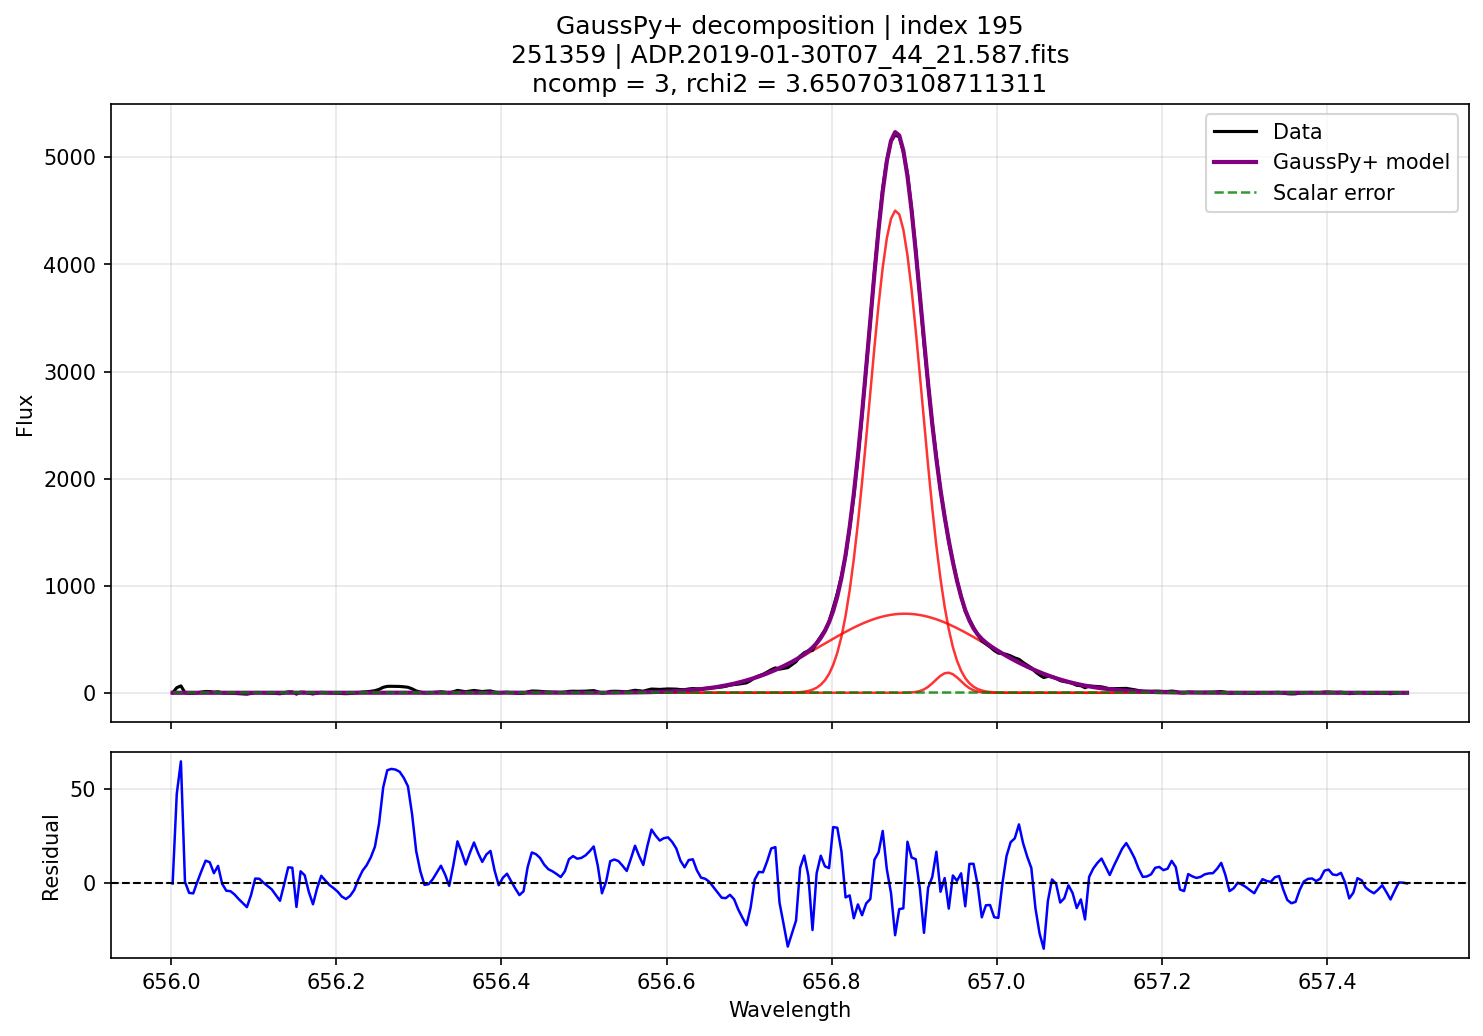 GaussPy+ decomposition | index 195
251359 | ADP.2019-01-30T07_44_21.587.fits
ncomp = 3, rchi2 = 3.650703108711311
Data
GaussPy+ model
Scalar error
5000
4000
3000
2000
1000
0
Flux
50
0
Residual
656.0 656.2 656.4 656.6 656.8 657.0 657.2 657.4
Wavelength